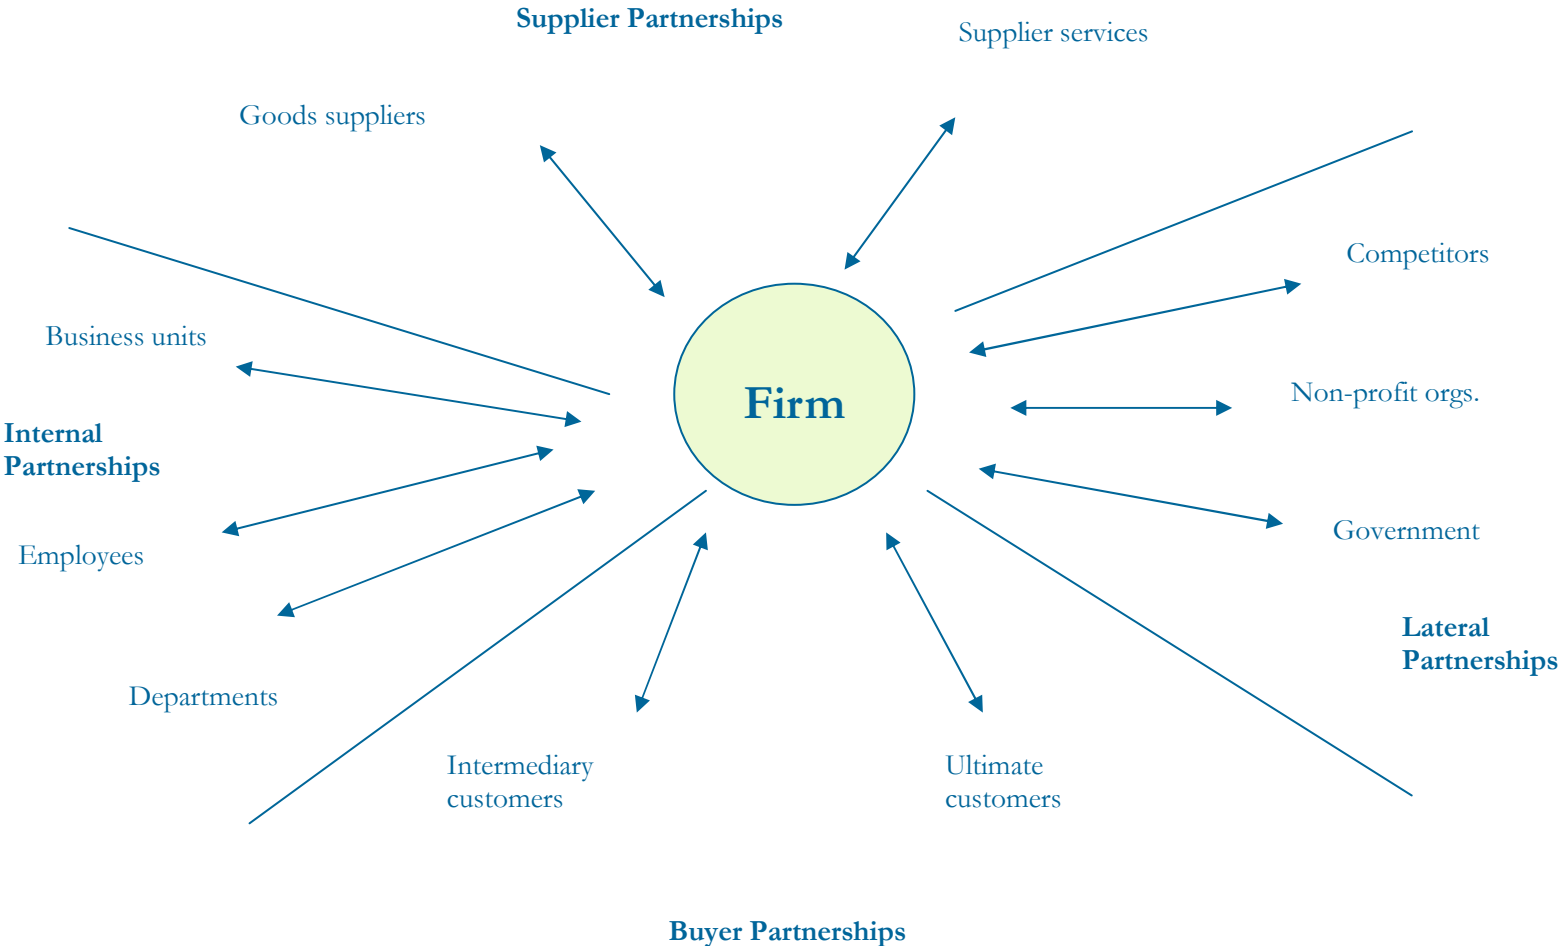 Supplier Partnerships
Supplier services
Goods suppliers
Competitors
Business units
Non-profit orgs.
Firm
Internal
Partnerships
Employees
Government
Lateral
Partnerships
Departments
Intermediary
customers
Ultimate
customers
Buyer Partnerships